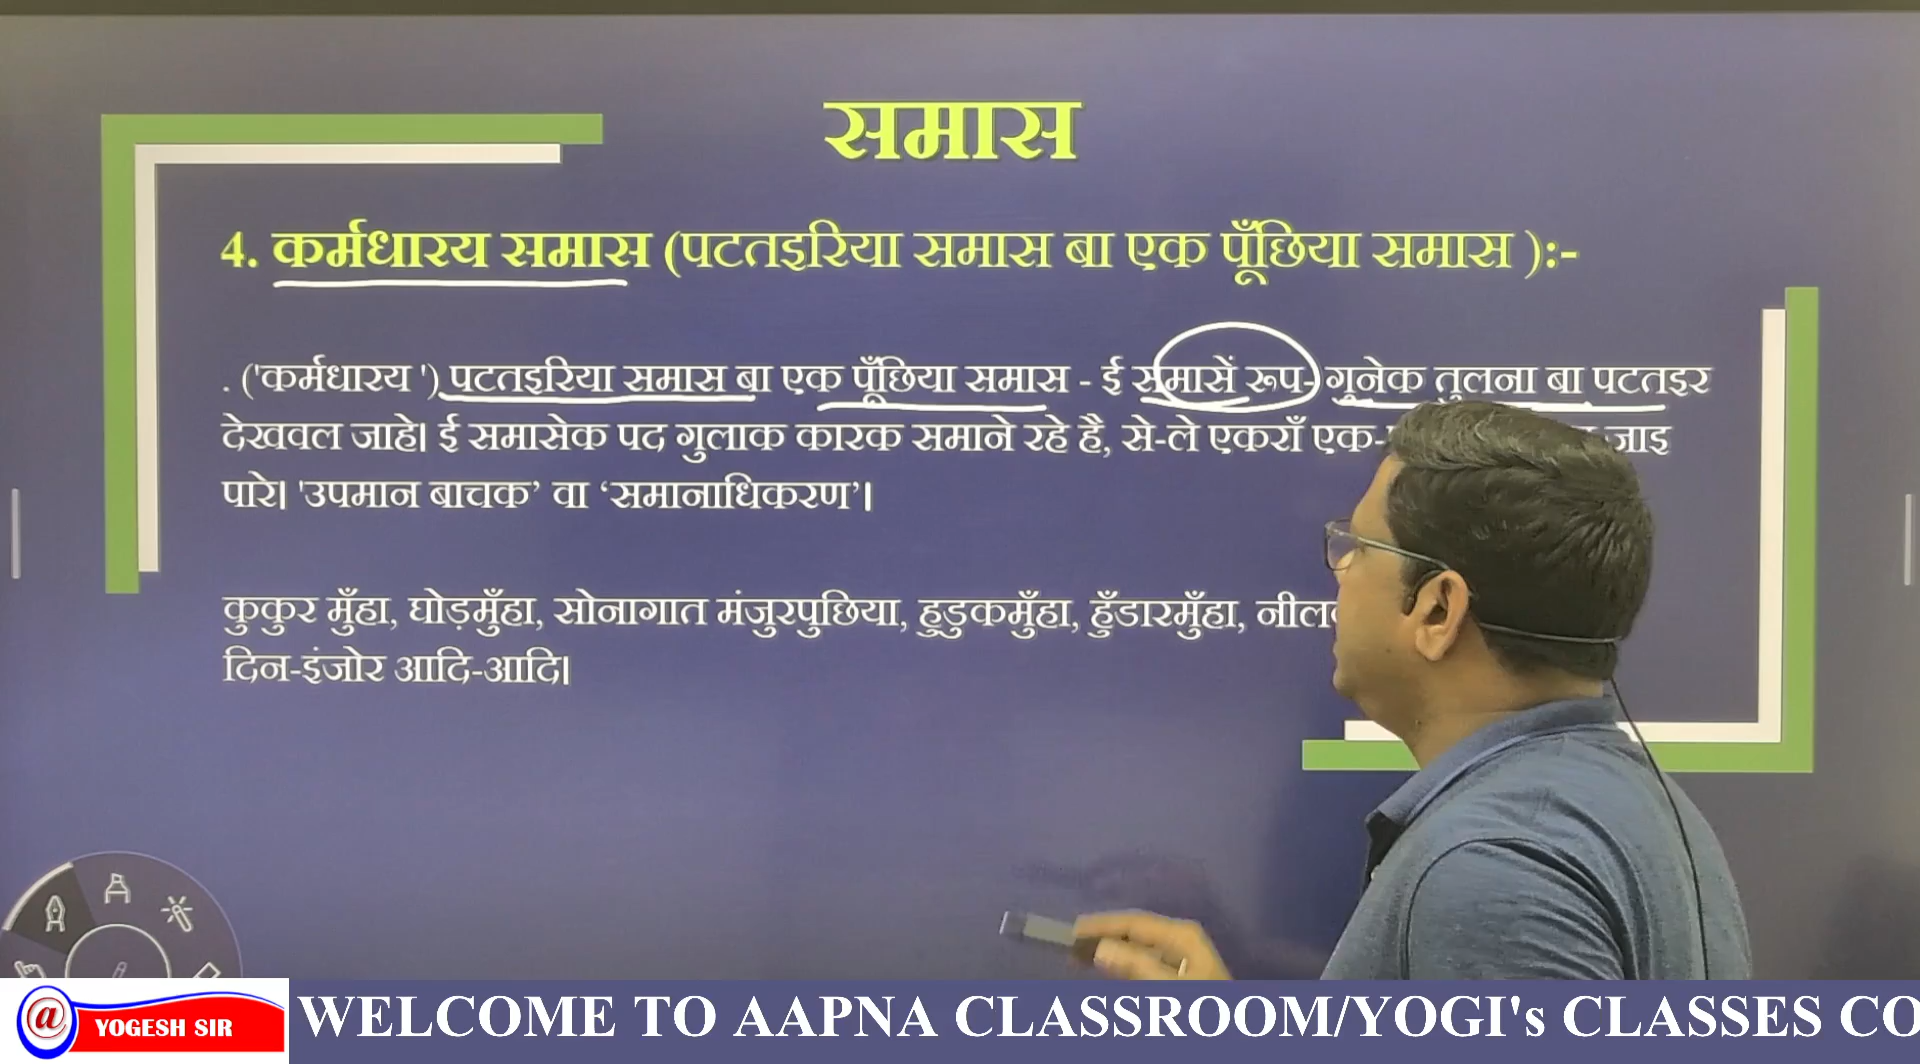 समास
4. कर्मधारय समास (पटतइरिया समास बा एक पूँछिया समास ):-
. ('कर्मधारय ') पटतइरिया समास बा एक पूँछिया समास - ई समासें रूप- गुनेक तुलना बा पटतइर
देखवल जाहे। ई समासेक पद गुलाक कारक समाने रहे है, से-ले एकराँ एक- जाइ
पारे। 'उपमान बाचक’ वा ‘समानाधिकरण’।
कुकुर मुँहा, घोड़मुँहा, सोनागात मंजुरपुछिया, हुडुकमुँहा, हुँडारमुँहा,
दिन-इंजोर आदि-आदि।
@ YOGESH SIR
WELCOME TO AAPNA CLASSROOM/YOGI's CLASSES CO